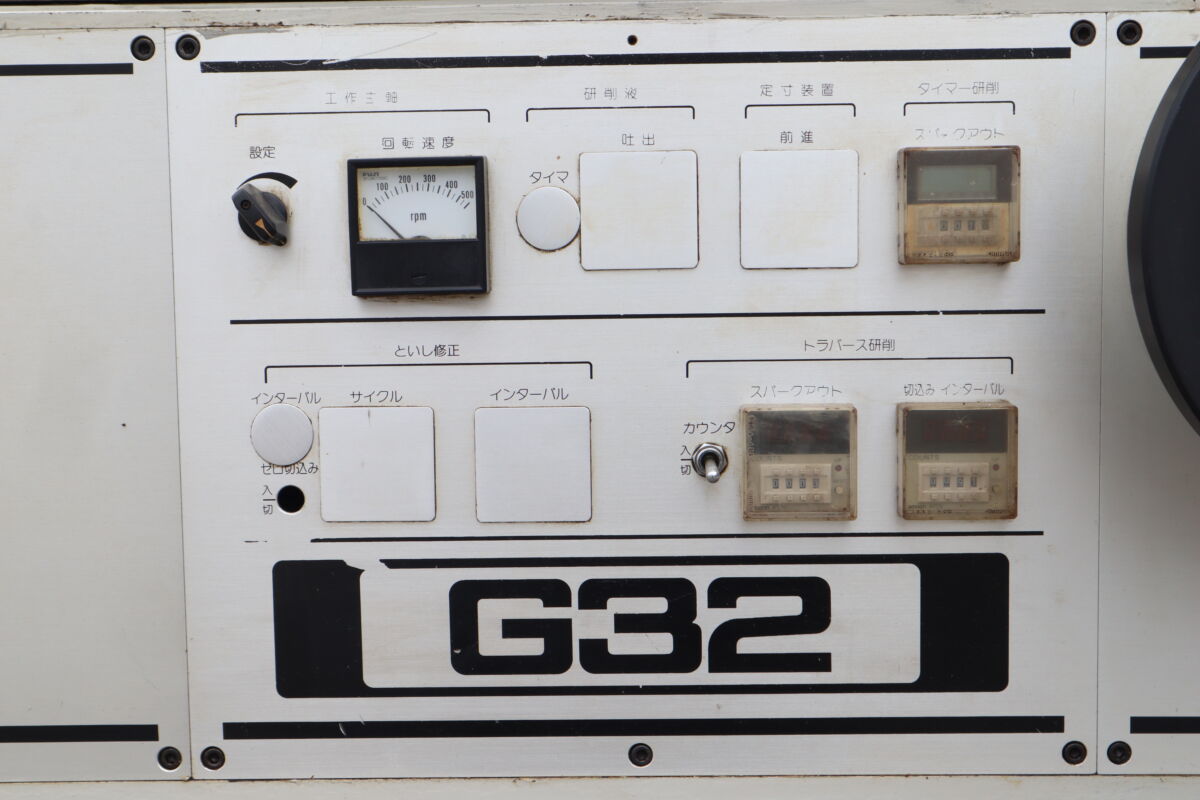 工作主軸
研削液
定寸装置
タイマー研削
設定
回転速度
タイマ
吐出
前進
スパークアウト
FUJI
0 100 200 300 400 500
rpm
といし修正
トラバース研削
インターバル
サイクル
インターバル
スパークアウト
切込み インターバル
カウンタ
入
切
ゼロ切込み
入
切
COUNTS
COUNTS
G32